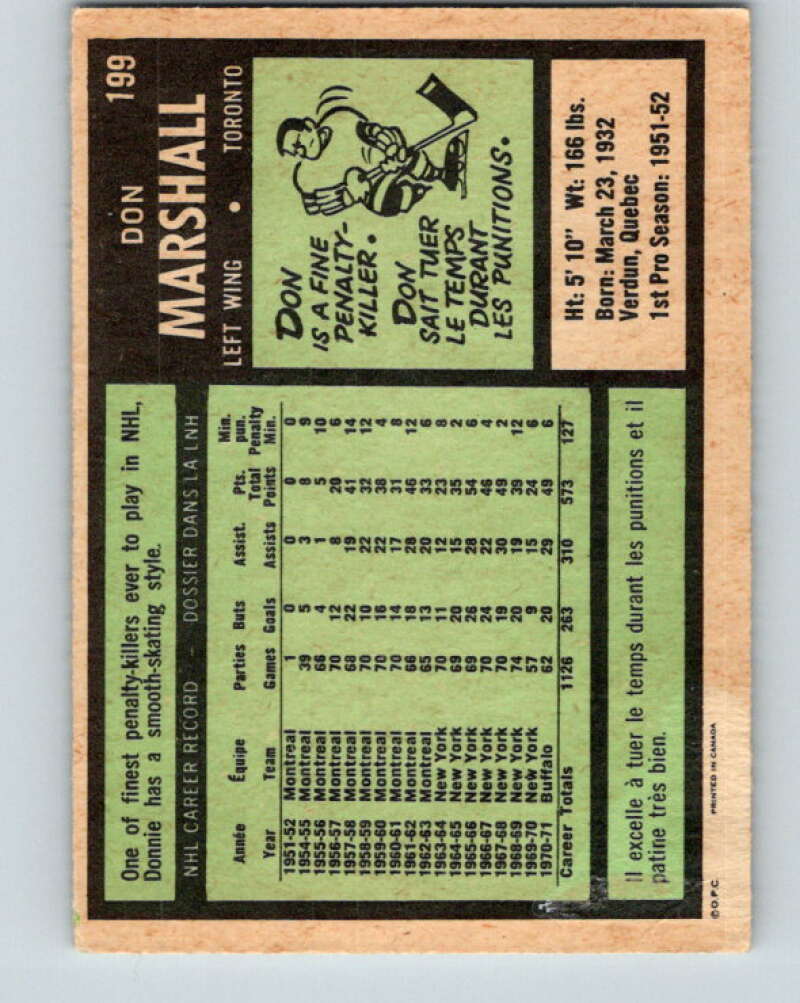 199
DON
MARSHALL
LEFT WING • TORONTO
DON
IS A FINE
PENALTY-
KILLER.
DON
SAIT TUER
LE TEMPS
DURANT
LES PUNITIONS.
Ht: 5' 10" Wt: 166 lbs.
Born: March 23, 1932
Verdun, Quebec
1st Pro Season: 1951-52
One of finest penalty-killers ever to play in NHL,
Donnie has a smooth-skating style.
NHL CAREER RECORD – DOSSIER DANS LA LNH
Min.
Pts. pun.
Année Équipe Parties Buts Assist. Total Penalty
Year Team Games Goals Assists Points Min.
1951-52 Montreal 1 0 0 0 0
1954-55 Montreal 39 5 3 8 9
1955-56 Montreal 66 4 1 5 10
1956-57 Montreal 70 12 8 20 6
1957-58 Montreal 68 22 19 41 14
1958-59 Montreal 70 10 22 32 12
1959-60 Montreal 70 16 22 38 4
1960-61 Montreal 70 14 17 31 8
1961-62 Montreal 66 18 28 46 12
1962-63 Montreal 65 13 20 33 6
1963-64 New York 70 11 12 23 8
1964-65 New York 69 20 15 35 2
1965-66 New York 69 26 28 54 6
1966-67 New York 70 24 22 46 4
1967-68 New York 70 19 30 49 2
1968-69 New York 74 20 19 39 12
1969-70 New York 57 9 15 24 6
1970-71 Buffalo 62 20 29 49 6
Career Totals 1126 263 310 573 127
Il excelle à tuer le temps durant les punitions et il
patine très bien.
©O.P.C. PRINTED IN CANADA